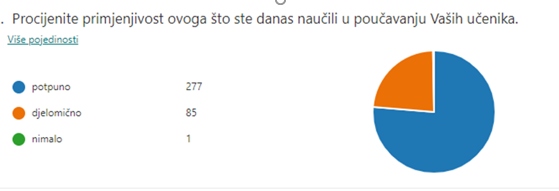 . Procijenite primjenjivost ovoga što ste danas naučili u poučavanju Vaših učenika.
Više pojedinosti
potpuno 277
djelomično 85
nimalo 1